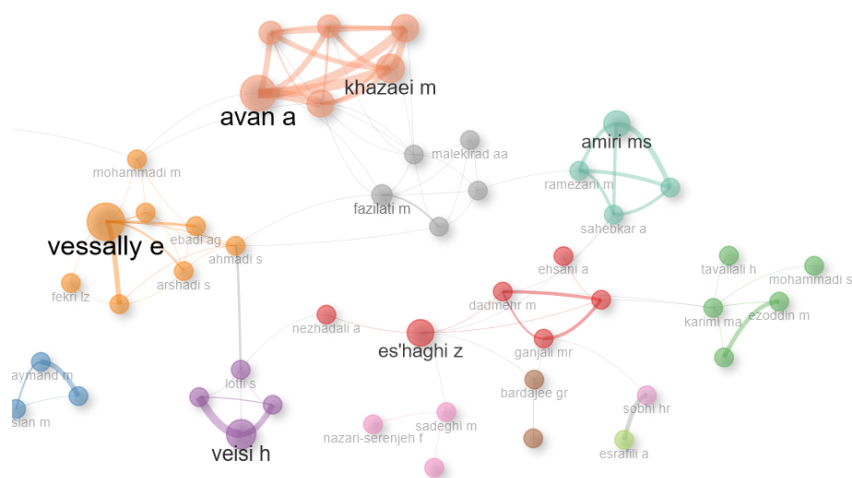 khazaei m
avan a
amiri ms
malekirad aa
mohammadi m
ramezani m
fazilati m
sahebkar a
vessally e
ebadi ag
ahmadi s
ehsani a
tavallali h
mohammadi s
arshadi s
fekri lz
dadmehr m
karimi ma
ezoddin m
nezhadali a
es'haghi z
ganjali mr
aymand m
lotfi s
bardajee gr
sian m
sobhi hr
sadeghi m
nazari-serenjeh f
veisi h
esrafili a